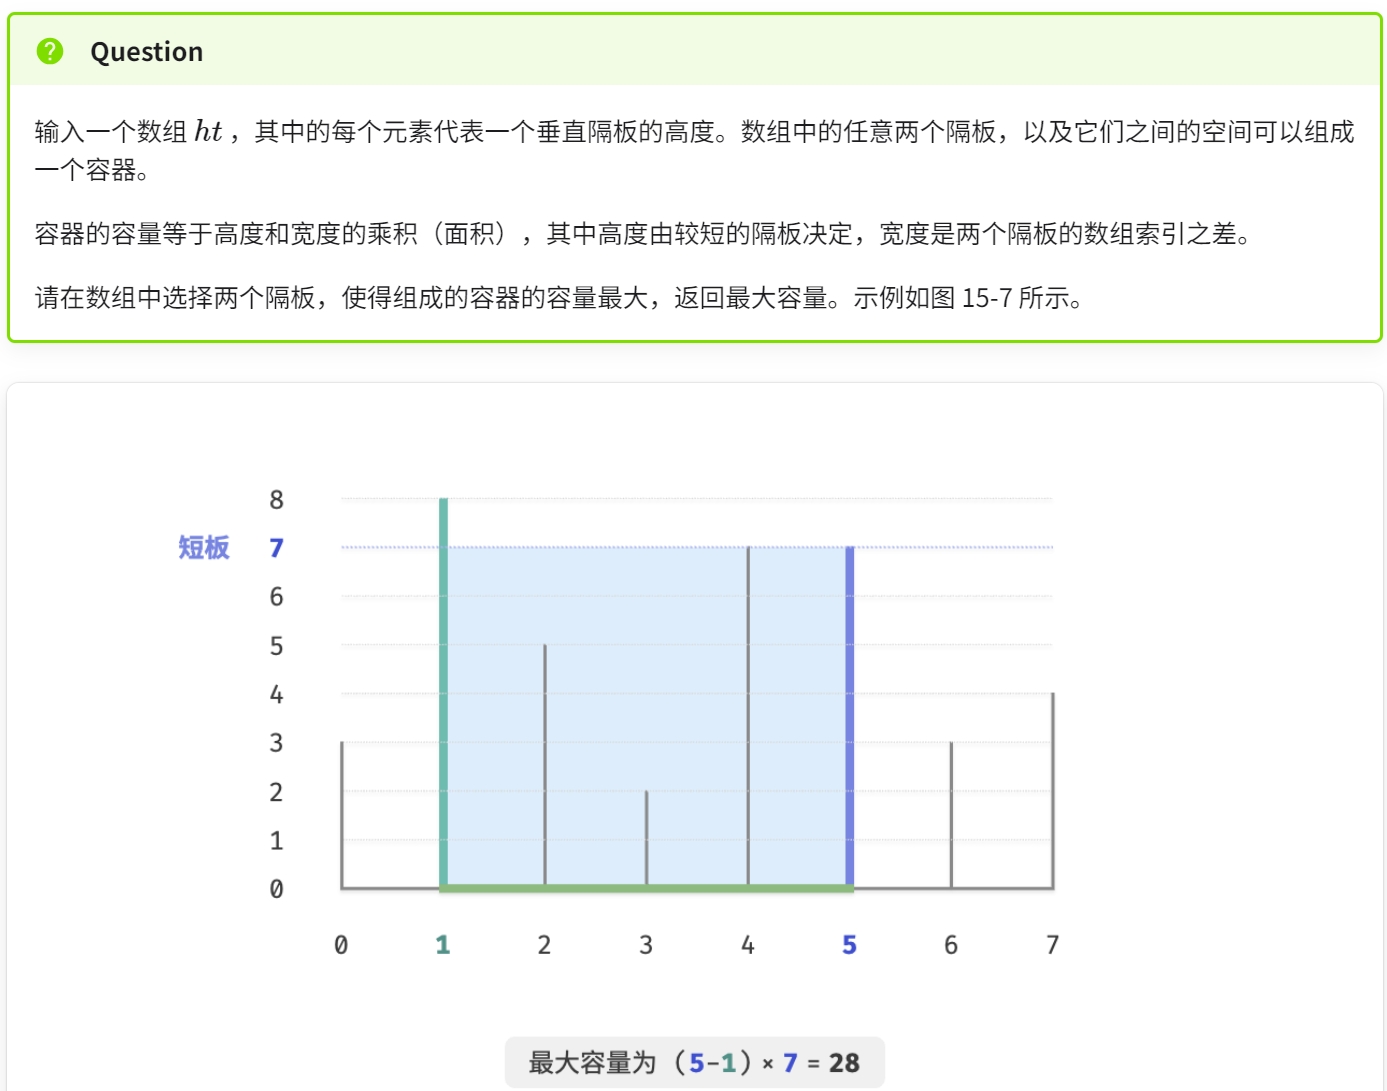 Question
输入一个数组 ht ，其中的每个元素代表一个垂直隔板的高度。数组中的任意两个隔板，以及它们之间的空间可以组成
一个容器。
容器的容量等于高度和宽度的乘积（面积），其中高度由较短的隔板决定，宽度是两个隔板的数组索引之差。
请在数组中选择两个隔板，使得组成的容器的容量最大，返回最大容量。示例如图 15-7 所示。
8
短板 7
6
5
4
3
2
1
0
0 1 2 3 4 5 6 7
最大容量为（5-1）× 7 = 28